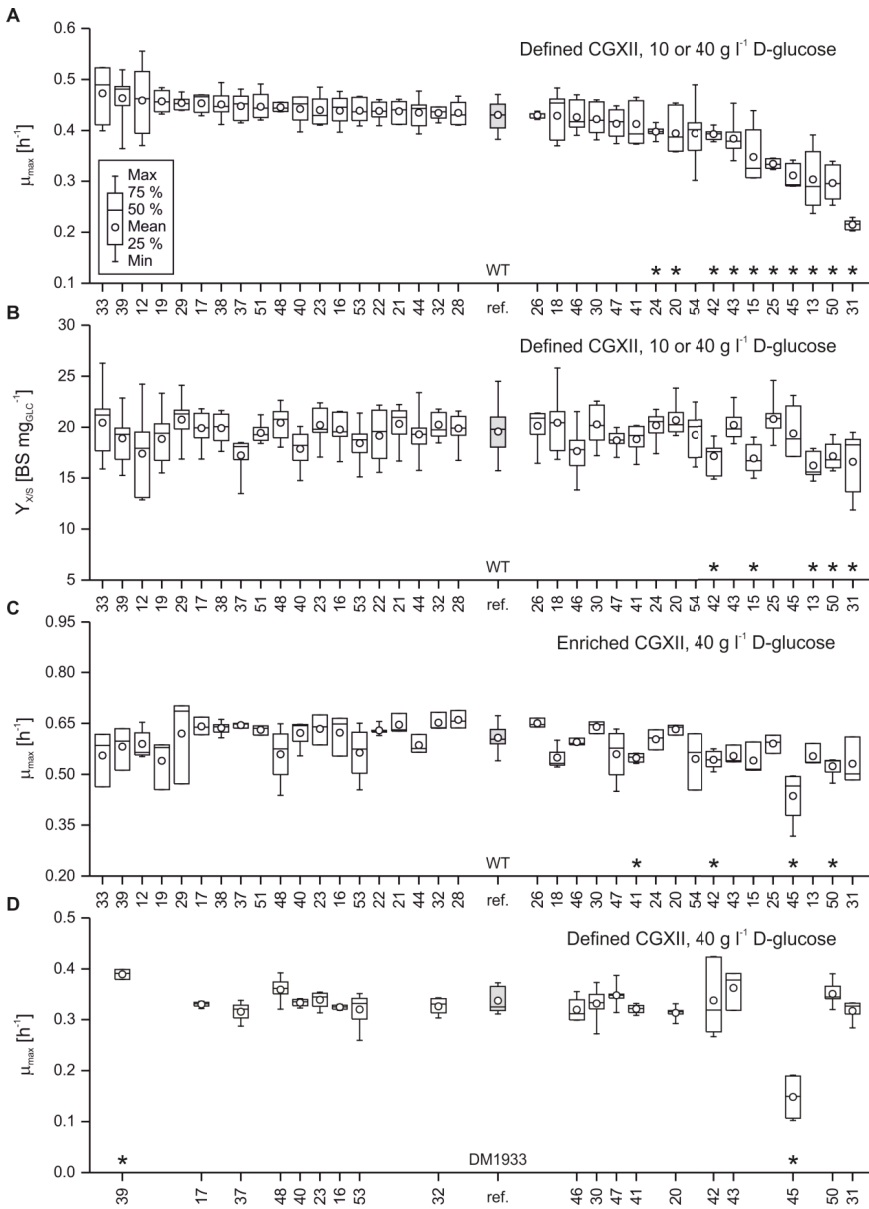 A
0.6
0.5
0.4
0.3
0.2
0.1
μmax [h-1]
Defined CGXII, 10 or 40 g l-1 D-glucose
Max
75 %
50 %
Mean
25 %
Min
WT
* * * * * * * * * * *
33 39 12 19 29 17 38 37 51 48 40 23 16 53 22 21 44 32 28 ref. 26 18 46 30 47 41 24 20 54 42 43 15 25 45 13 50 31
B
30
25
20
15
10
5
YX/S [BS mgGLC-1]
Defined CGXII, 10 or 40 g l-1 D-glucose
WT
* * * * *
33 39 12 19 29 17 38 37 51 48 40 23 16 53 22 21 44 32 28 ref. 26 18 46 30 47 41 24 20 54 42 43 15 25 45 13 50 31
C
0.95
0.80
0.65
0.50
0.35
0.20
μmax [h-1]
Enriched CGXII, 40 g l-1 D-glucose
WT
* * * *
33 39 12 19 29 17 38 37 51 48 40 23 16 53 22 21 44 32 28 ref. 26 18 46 30 47 41 24 20 54 42 43 15 25 45 13 50 31
D
0.5
0.4
0.3
0.2
0.1
0.0
μmax [h-1]
Defined CGXII, 40 g l-1 D-glucose
* DM1933 *
39 17 37 48 40 23 16 53 32 ref. 46 30 47 41 20 42 43 45 50 31